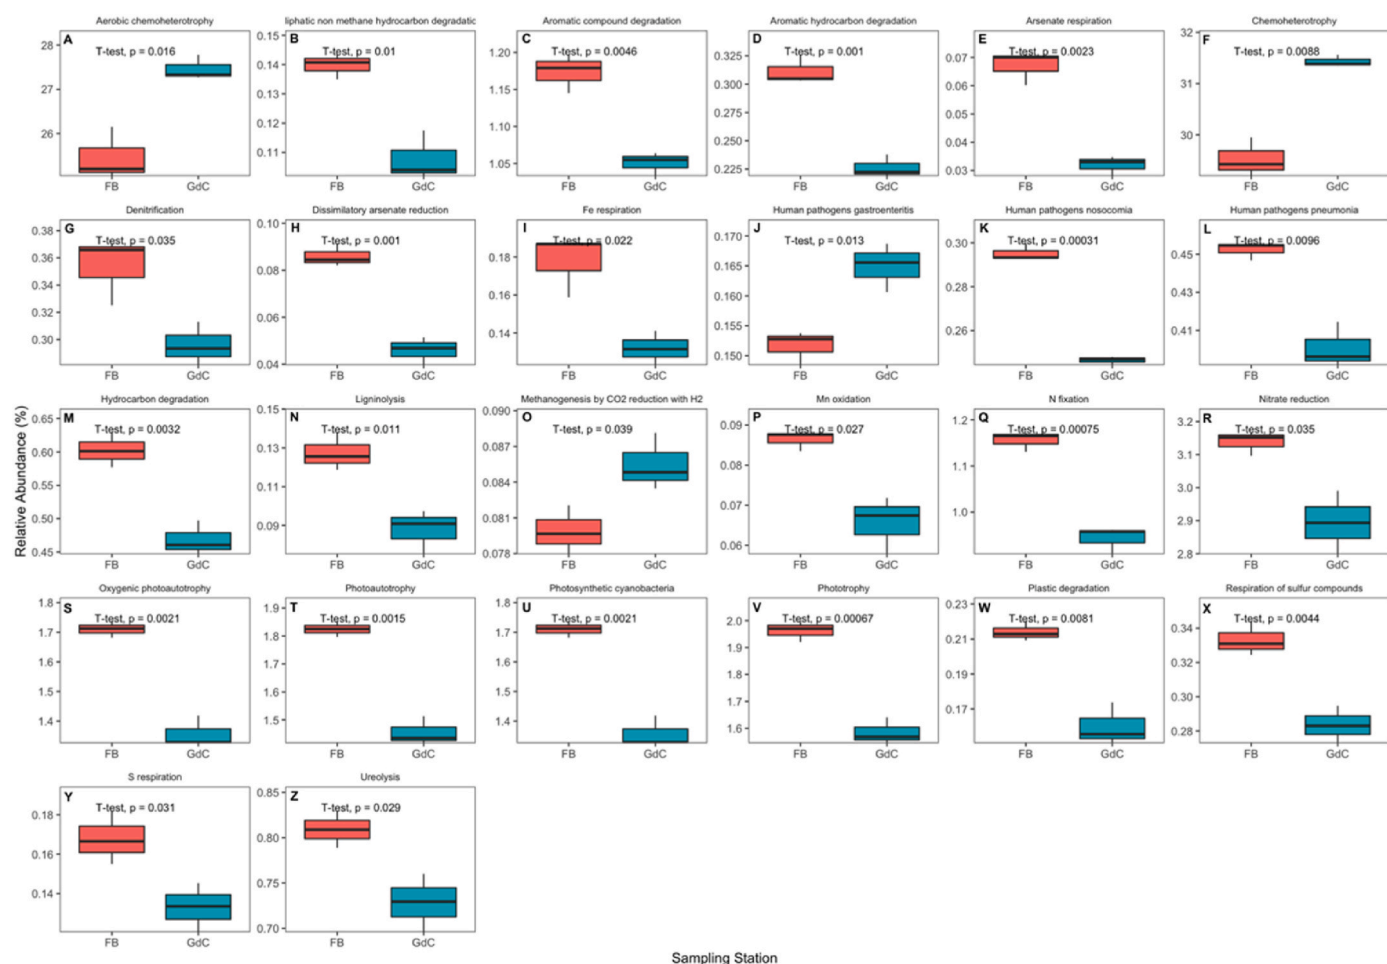 Aerobic chemoheterotrophy
A
T-test, p = 0.016
28
27
26
FB GdC
liphatic non methane hydrocarbon degradatic
B
T-test, p = 0.01
0.15
0.14
0.13
0.12
0.11
FB GdC
Aromatic compound degradation
C
T-test, p = 0.0046
1.20
1.15
1.10
1.05
FB GdC
Aromatic hydrocarbon degradation
D
T-test, p = 0.001
0.325
0.300
0.275
0.250
0.225
FB GdC
Arsenate respiration
E
T-test, p = 0.0023
0.07
0.06
0.05
0.04
0.03
FB GdC
Chemoheterotrophy
F
T-test, p = 0.0088
32
31
30
FB GdC
Denitrification
G
T-test, p = 0.035
0.38
0.36
0.34
0.32
0.30
FB GdC
Dissimilatory arsenate reduction
H
T-test, p = 0.001
0.10
0.08
0.06
0.04
FB GdC
Fe respiration
I
T-test, p = 0.022
0.18
0.16
0.14
FB GdC
Human pathogens gastroenteritis
J
T-test, p = 0.013
0.170
0.165
0.160
0.155
0.150
FB GdC
Human pathogens nosocomia
K
T-test, p = 0.00031
0.30
0.28
0.26
FB GdC
Human pathogens pneumonia
L
T-test, p = 0.0096
0.45
0.43
0.41
FB GdC
Relative Abundance (%)
Hydrocarbon degradation
M
T-test, p = 0.0032
0.65
0.60
0.55
0.50
0.45
FB GdC
Ligninolysis
N
T-test, p = 0.011
0.15
0.13
0.11
0.09
FB GdC
Methanogenesis by CO2 reduction with H2
O
T-test, p = 0.039
0.090
0.087
0.084
0.081
0.078
FB GdC
Mn oxidation
P
T-test, p = 0.027
0.09
0.08
0.07
0.06
FB GdC
N fixation
Q
T-test, p = 0.00075
1.2
1.1
1.0
FB GdC
Nitrate reduction
R
T-test, p = 0.035
3.2
3.1
3.0
2.9
2.8
FB GdC
Oxygenic photoautotrophy
S
T-test, p = 0.0021
1.8
1.7
1.6
1.5
1.4
FB GdC
Photoautotrophy
T
T-test, p = 0.0015
1.9
1.8
1.7
1.6
1.5
FB GdC
Photosynthetic cyanobacteria
U
T-test, p = 0.0021
1.8
1.7
1.6
1.5
1.4
FB GdC
Phototrophy
V
T-test, p = 0.00067
2.0
1.9
1.8
1.7
1.6
FB GdC
Plastic degradation
W
T-test, p = 0.0081
0.23
0.21
0.19
0.17
FB GdC
Respiration of sulfur compounds
X
T-test, p = 0.0044
0.34
0.32
0.30
0.28
FB GdC
S respiration
Y
T-test, p = 0.031
0.18
0.16
0.14
FB GdC
Ureolysis
Z
T-test, p = 0.029
0.85
0.80
0.75
0.70
FB GdC
Sampling Station